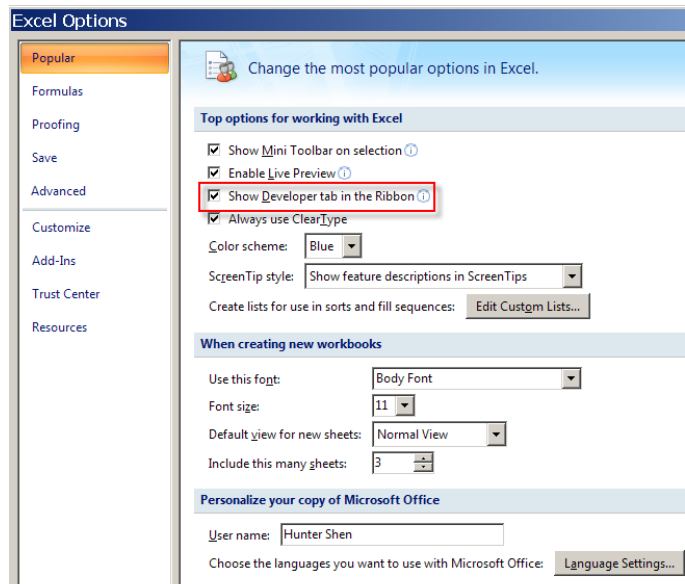 Excel Options
Popular
Formulas
Proofing
Save
Advanced
Customize
Add-Ins
Trust Center
Resources
Change the most popular options in Excel.
Top options for working with Excel
Show Mini Toolbar on selection
Enable Live Preview
Show Developer tab in the Ribbon
Always use ClearType
Color scheme: Blue
ScreenTip style: Show feature descriptions in ScreenTips
Create lists for use in sorts and fill sequences: Edit Custom Lists...
When creating new workbooks
Use this font: Body Font
Font size: 11
Default view for new sheets: Normal View
Include this many sheets: 3
Personalize your copy of Microsoft Office
User name: Hunter Shen
Choose the languages you want to use with Microsoft Office: Language Settings...